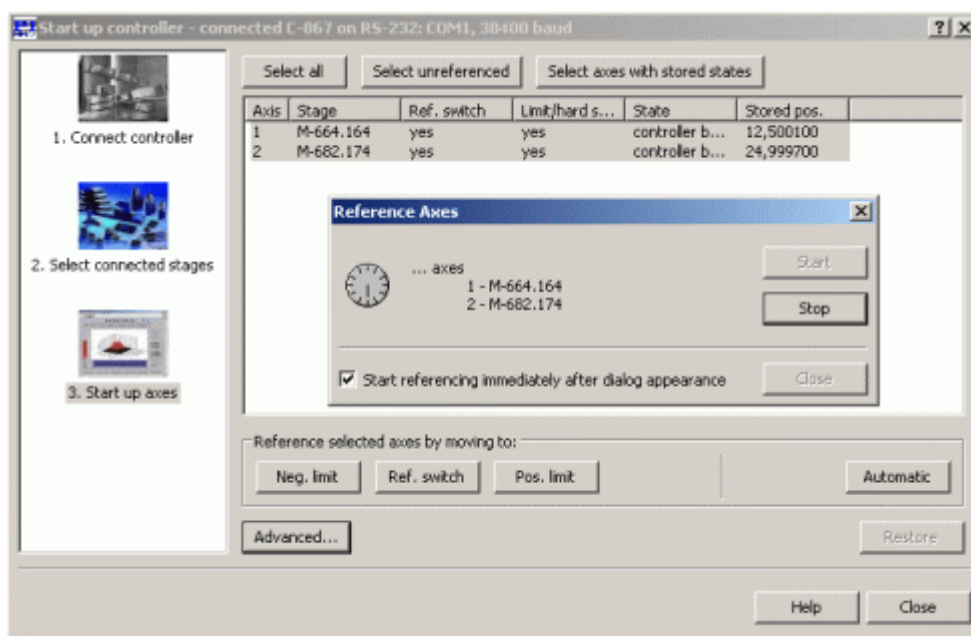 Start up controller - connected C-867 on RS-232: COM1, 38400 baud
1. Connect controller
2. Select connected stages
3. Start up axes
Select all Select unreferenced Select axes with stored states
Axis Stage Ref. switch Limit/hard s... State Stored pos.
1 M-664.164 yes yes controller b... 12,500100
2 M-682.174 yes yes controller b... 24,999700
Reference Axes
... axes
1 - M-664.164
2 - M-682.174
Start
Stop
Start referencing immediately after dialog appearance
Close
Reference selected axes by moving to:
Neg. limit Ref. switch Pos. limit Automatic
Advanced... Restore
Help Close